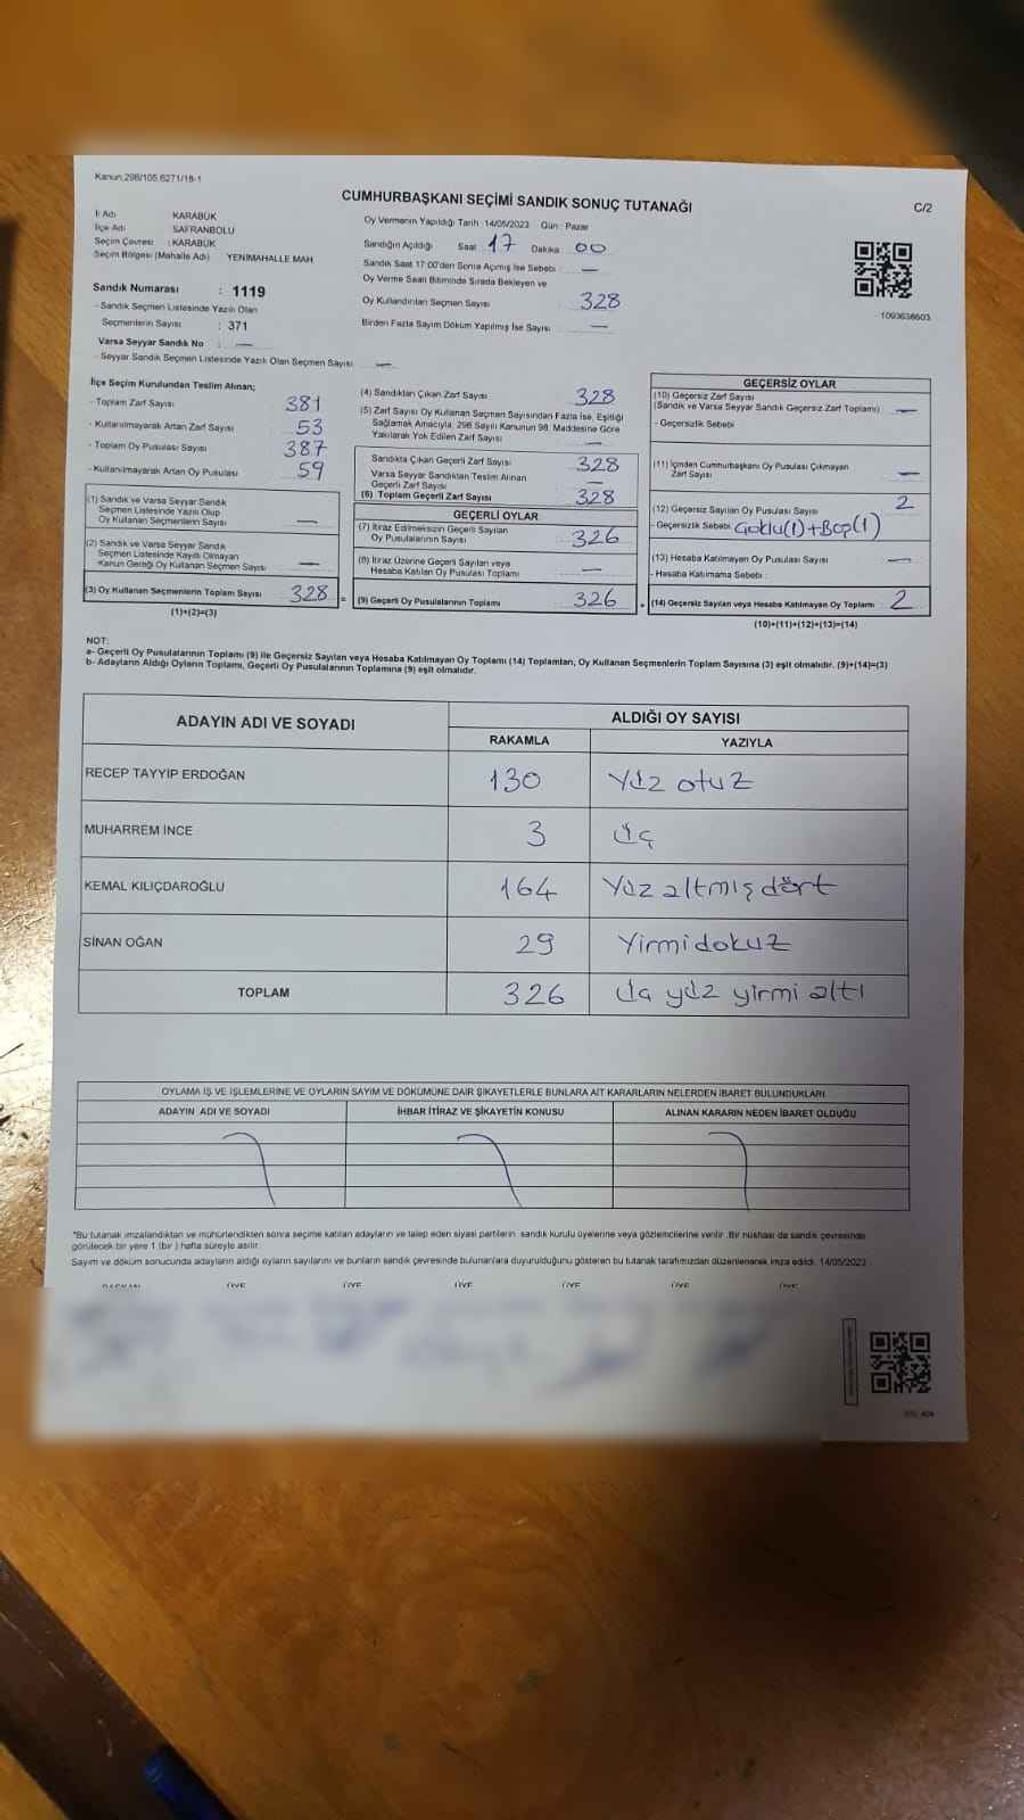 Kanun;298/105,6271/18-1
CUMHURBAŞKANI SEÇİMİ SANDIK SONUÇ TUTANAĞI
C/2
İl Adı KARABÜK
İlçe Adı SAFRANBOLU
Seçim Çevresi : KARABÜK
Seçim Bölgesi (Mahalle Adı) YENİMAHALLE MAH.
Oy Vermenin Yapıldığı Tarih 14/05/2023 Gün Pazar
Sandığın Açıldığı Saat 17 Dakika 00
Sandık Saat 17:00'den Sonra Açılmış İse Sebebi —
Oy Verme Saati Bitiminde Sırada Bekleyen ve
Oy Kullandırılan Seçmen Sayısı 328
Birden Fazla Sayım Döküm Yapılmış İse Sayısı —
1093638603
Sandık Numarası : 1119
- Sandık Seçmen Listesinde Yazılı Olan
Seçmenlerin Sayısı : 371
Varsa Seyyar Sandık No : —
- Seyyar Sandık Seçmen Listesinde Yazılı Olan Seçmen Sayısı —
İlçe Seçim Kurulundan Teslim Alınan;
- Toplam Zarf Sayısı 381
- Kullanılmayarak Artan Zarf Sayısı 53
- Toplam Oy Pusulası Sayısı 387
- Kullanılmayarak Artan Oy Pusulası 59
(1) Sandık ve Varsa Seyyar Sandık
Seçmen Listesinde Yazılı Olup
Oy Kullanan Seçmenlerin Sayısı —
(2) Sandık ve Varsa Seyyar Sandık
Seçmen Listesinde Kayıtlı Olmayan
Kanun Gereği Oy Kullanan Seçmen Sayısı —
(3) Oy Kullanan Seçmenlerin Toplam Sayısı 328 =
(1)+(2)=(3)
(4) Sandıktan Çıkan Zarf Sayısı 328
(5) Zarf Sayısı Oy Kullanan Seçmen Sayısından Fazla İse, Eşitliği
Sağlamak Amacıyla, 298 Sayılı Kanunun 98. Maddesine Göre
Yakılarak Yok Edilen Zarf Sayısı —
Sandıkta Çıkan Geçerli Zarf Sayısı 328
Varsa Seyyar Sandıktan Teslim Alınan
Geçerli Zarf Sayısı —
(6) Toplam Geçerli Zarf Sayısı 328
GEÇERLİ OYLAR
(7) İtiraz Edilmeksizin Geçerli Sayılan
Oy Pusulalarının Sayısı 326
(8) İtiraz Üzerine Geçerli Sayılan veya
Hesaba Katılan Oy Pusulası Toplamı —
(9) Geçerli Oy Pusulalarının Toplamı 326 +
GEÇERSİZ OYLAR
(10) Geçersiz Zarf Sayısı
(Sandık ve Varsa Seyyar Sandık Geçersiz Zarf Toplamı) —
- Geçersizlik Sebebi
(11) İçinden Cumhurbaşkanı Oy Pusulası Çıkmayan
Zarf Sayısı —
(12) Geçersiz Sayılan Oy Pusulası Sayısı 2
- Geçersizlik Sebebi Çoklu(1)+Boş(1)
(13) Hesaba Katılmayan Oy Pusulası Sayısı —
- Hesaba Katılmama Sebebi :
(14) Geçersiz Sayılan veya Hesaba Katılmayan Oy Toplamı 2
(10)+(11)+(12)+(13)=(14)
NOT:
a- Geçerli Oy Pusulalarının Toplamı (9) ile Geçersiz Sayılan veya Hesaba Katılmayan Oy Toplamı (14) Toplamları, Oy Kullanan Seçmenlerin Toplam Sayısına (3) eşit olmalıdır. (9)+(14)=(3)
b- Adayların Aldığı Oyların Toplamı, Geçerli Oy Pusulalarının Toplamına (9) eşit olmalıdır.
ADAYIN ADI VE SOYADI
ALDIĞI OY SAYISI
RAKAMLA YAZIYLA
RECEP TAYYİP ERDOĞAN 130 Yüz otuz
MUHARREM İNCE 3 üç
KEMAL KILIÇDAROĞLU 164 Yüz altmış dört
SİNAN OĞAN 29 Yirmidokuz
TOPLAM 326 üç yüz yirmi altı
OYLAMA İŞ VE İŞLEMLERİNE VE OYLARIN SAYIM VE DÖKÜMÜNE DAİR ŞİKAYETLERLE BUNLARA AİT KARARLARIN NELERDEN İBARET BULUNDUKLARI
ADAYIN ADI VE SOYADI İHBAR İTİRAZ VE ŞİKAYETİN KONUSU ALINAN KARARIN NEDEN İBARET OLDUĞU
*Bu tutanak imzalandıktan ve mühürlendikten sonra seçime katılan adayların ve talep eden siyasi partilerin sandık kurulu üyelerine veya gözlemcilerine verilir. Bir nüshası da sandık çevresinde
görülecek bir yere 1 (bir) hafta süreyle asılır.
Sayım ve döküm sonucunda adayların aldığı oyların sayılarını ve bunların sandık çevresinde bulunanlara duyurulduğunu gösteren bu tutanak tarafımızdan düzenlenerek imza edildi. 14/05/2023
BAŞKAN ÜYE ÜYE ÜYE ÜYE ÜYE ÜYE